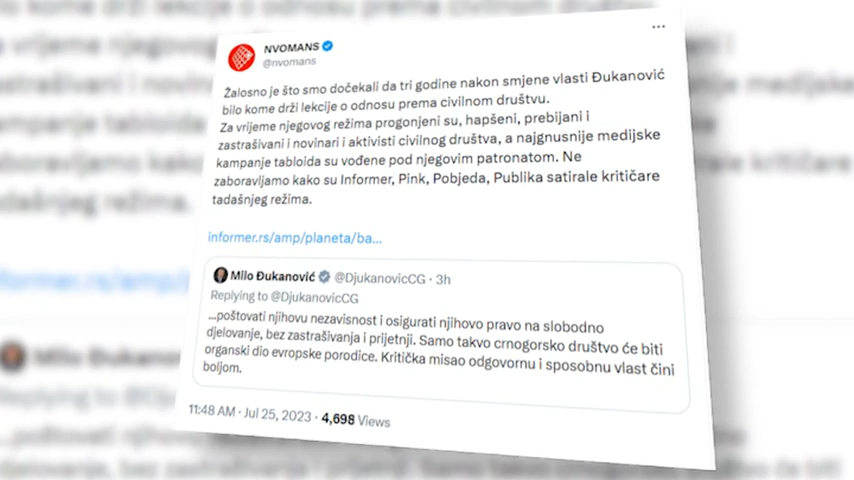 NVOMANS
@nvomans
Žalosno je što smo dočekali da tri godine nakon smjene vlasti Đukanović
bilo kome drži lekcije o odnosu prema civilnom društvu.
Za vrijeme njegovog režima progonjeni su, hapšeni, prebijani i
zastrašivani i novinari i aktivisti civilnog društva, a najgnusnije medijske
kampanje tabloida su vođene pod njegovim patronatom. Ne
zaboravljamo kako su Informer, Pink, Pobjeda, Publika satirale kritičare
tadašnjeg režima.
informer.rs/amp/planeta/ba...
Milo Đukanović @DjukanovicCG · 3h
Replying to @DjukanovicCG
...poštovati njihovu nezavisnost i osigurati njihovo pravo na slobodno
djelovanje, bez zastrašivanja i prijetnji. Samo takvo crnogorsko društvo će biti
organski dio evropske porodice. Kritička misao odgovornu i sposobnu vlast čini
boljom.
11:48 AM · Jul 25, 2023 · 4,698 Views